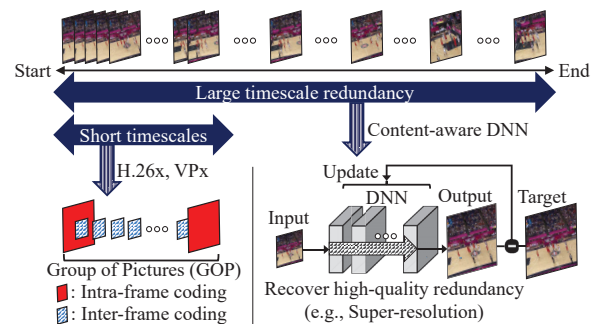 Start
End
Large timescale redundancy
Short timescales
Content-aware DNN
H.26x, VPx
Update
DNN
Output
Target
Input
Group of Pictures (GOP)
: Intra-frame coding
: Inter-frame coding
Recover high-quality redundancy
(e.g., Super-resolution)